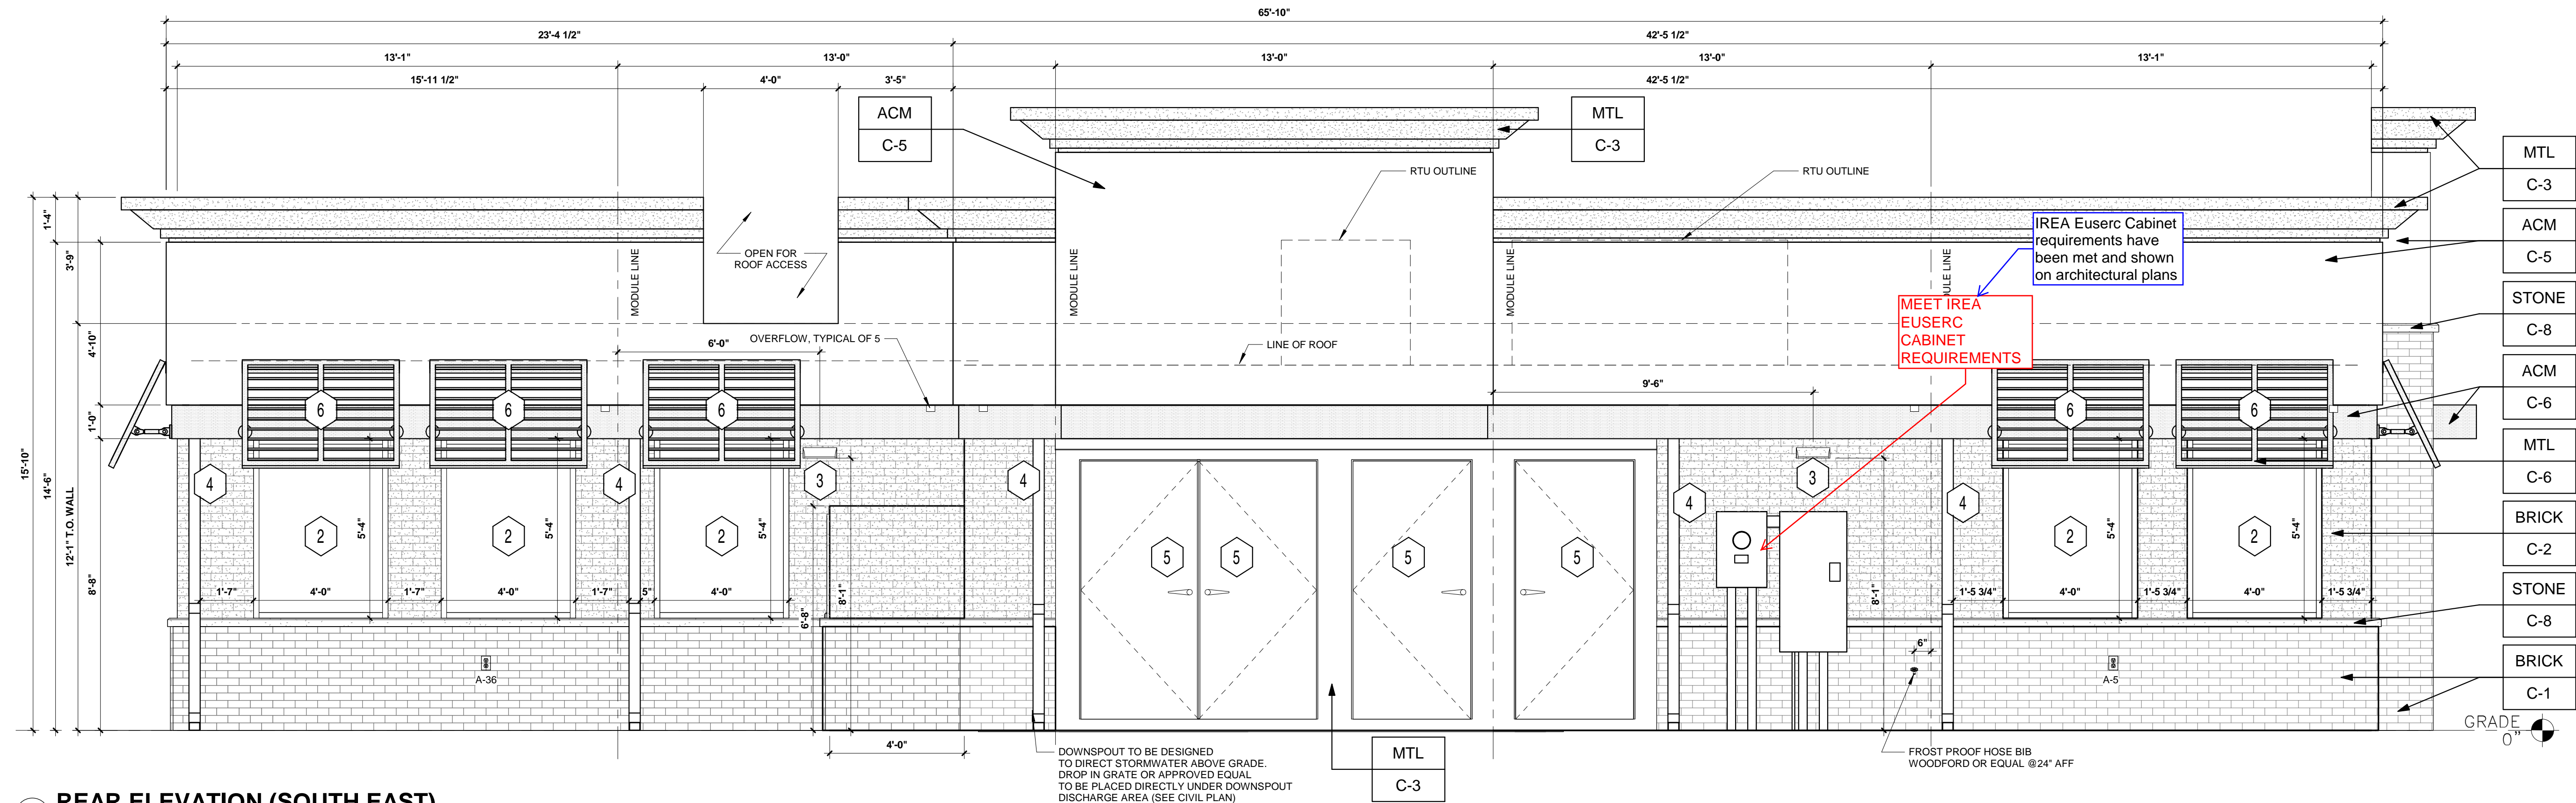 65'-10"
23'-4 1/2"
42'-5 1/2"
13'-1"
13'-0"
13'-0"
13'-0"
13'-1"
15'-11 1/2"
4'-0"
3'-5"
42'-5 1/2"
ACM
C-5
MTL
C-3
RTU OUTLINE
RTU OUTLINE
IREA Euserc Cabinet
requirements have
been met and shown
on architectural plans
MTL
C-3
ACM
C-5
STONE
C-8
ACM
C-6
MTL
C-6
BRICK
C-2
STONE
C-8
BRICK
C-1
GRADE
0"
1'-4"
3'-9"
4'-10"
1'-0"
15'-10"
14'-6"
12'-1" T.O. WALL
8'-8"
OPEN FOR
ROOF ACCESS
MODULE LINE
MODULE LINE
MODULE LINE
ULE LINE
MEET IREA
EUSERC
CABINET
REQUIREMENTS
OVERFLOW, TYPICAL OF 5
6'-0"
LINE OF ROOF
9'-6"
6
6
6
6
6
4
4
3
4
4
3
4
2
2
2
5
5
5
5
2
2
5'-4"
5'-4"
5'-4"
5'-4"
5'-4"
1'-7"
4'-0"
1'-7"
4'-0"
1'-7"
5"
4'-0"
6'-8"
8'-1"
8'-1"
1'-5 3/4"
4'-0"
1'-5 3/4"
4'-0"
1'-5 3/4"
6"
A-36
A-5
4'-0"
DOWNSPOUT TO BE DESIGNED
TO DIRECT STORMWATER ABOVE GRADE.
DROP IN GRATE OR APPROVED EQUAL
TO BE PLACED DIRECTLY UNDER DOWNSPOUT
DISCHARGE AREA (SEE CIVIL PLAN)
MTL
C-3
FROST PROOF HOSE BIB
WOODFORD OR EQUAL @24" AFF
REAR ELEVATION (SOUTH EAST)